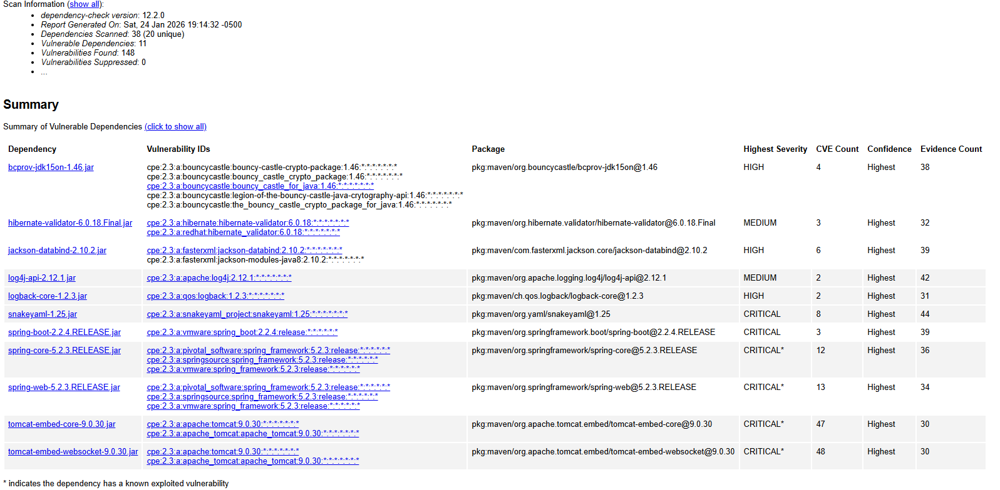 Scan Information (show all):
dependency-check version: 12.2.0
Report Generated On: Sat, 24 Jan 2026 19:14:32 -0500
Dependencies Scanned: 38 (20 unique)
Vulnerable Dependencies: 11
Vulnerabilities Found: 148
Vulnerabilities Suppressed: 0
...
Summary
Summary of Vulnerable Dependencies (click to show all)
Dependency Vulnerability IDs Package Highest Severity CVE Count Confidence Evidence Count
bcprov-jdk15on-1.46.jar cpe:2.3:a:bouncycastle:bouncy-castle-crypto-package:1.46:*:*:*:*:*:*:* pkg:maven/org.bouncycastle/bcprov-jdk15on@1.46 HIGH 4 Highest 38
cpe:2.3:a:bouncycastle:bouncy_castle_crypto_package:1.46:*:*:*:*:*:*:*
cpe:2.3:a:bouncycastle:bouncy_castle_for_java:1.46:*:*:*:*:*:*:*
cpe:2.3:a:bouncycastle:legion-of-the-bouncy-castle-java-crytography-api:1.46:*:*:*:*:*:*:*
cpe:2.3:a:bouncycastle:the_bouncy_castle_crypto_package_for_java:1.46:*:*:*:*:*:*:*
hibernate-validator-6.0.18.Final.jar cpe:2.3:a:hibernate:hibernate-validator:6.0.18:*:*:*:*:*:*:* pkg:maven/org.hibernate.validator/hibernate-validator@6.0.18.Final MEDIUM 3 Highest 32
cpe:2.3:a:redhat:hibernate_validator:6.0.18:*:*:*:*:*:*:*
jackson-databind-2.10.2.jar cpe:2.3:a:fasterxml:jackson-databind:2.10.2:*:*:*:*:*:*:* pkg:maven/com.fasterxml.jackson.core/jackson-databind@2.10.2 HIGH 6 Highest 39
cpe:2.3:a:fasterxml:jackson-modules-java8:2.10.2:*:*:*:*:*:*:*
log4j-api-2.12.1.jar cpe:2.3:a:apache:log4j:2.12.1:*:*:*:*:*:*:* pkg:maven/org.apache.logging.log4j/log4j-api@2.12.1 MEDIUM 2 Highest 42
logback-core-1.2.3.jar cpe:2.3:a:qos:logback:1.2.3:*:*:*:*:*:*:* pkg:maven/ch.qos.logback/logback-core@1.2.3 HIGH 2 Highest 31
snakeyaml-1.25.jar cpe:2.3:a:snakeyaml_project:snakeyaml:1.25:*:*:*:*:*:*:* pkg:maven/org.yaml/snakeyaml@1.25 CRITICAL 8 Highest 44
spring-boot-2.2.4.RELEASE.jar cpe:2.3:a:vmware:spring_boot:2.2.4:release:*:*:*:*:*:* pkg:maven/org.springframework.boot/spring-boot@2.2.4.RELEASE CRITICAL 3 Highest 39
spring-core-5.2.3.RELEASE.jar cpe:2.3:a:pivotal_software:spring_framework:5.2.3:release:*:*:*:*:*:* pkg:maven/org.springframework/spring-core@5.2.3.RELEASE CRITICAL* 12 Highest 36
cpe:2.3:a:springsource:spring_framework:5.2.3:release:*:*:*:*:*:*
cpe:2.3:a:vmware:spring_framework:5.2.3:release:*:*:*:*:*:*
spring-web-5.2.3.RELEASE.jar cpe:2.3:a:pivotal_software:spring_framework:5.2.3:release:*:*:*:*:*:* pkg:maven/org.springframework/spring-web@5.2.3.RELEASE CRITICAL* 13 Highest 34
cpe:2.3:a:springsource:spring_framework:5.2.3:release:*:*:*:*:*:*
cpe:2.3:a:vmware:spring_framework:5.2.3:release:*:*:*:*:*:*
tomcat-embed-core-9.0.30.jar cpe:2.3:a:apache:tomcat:9.0.30:*:*:*:*:*:*:* pkg:maven/org.apache.tomcat.embed/tomcat-embed-core@9.0.30 CRITICAL* 47 Highest 30
cpe:2.3:a:apache_tomcat:apache_tomcat:9.0.30:*:*:*:*:*:*:*
tomcat-embed-websocket-9.0.30.jar cpe:2.3:a:apache:tomcat:9.0.30:*:*:*:*:*:*:* pkg:maven/org.apache.tomcat.embed/tomcat-embed-websocket@9.0.30 CRITICAL* 48 Highest 30
cpe:2.3:a:apache_tomcat:apache_tomcat:9.0.30:*:*:*:*:*:*:*
* indicates the dependency has a known exploited vulnerability